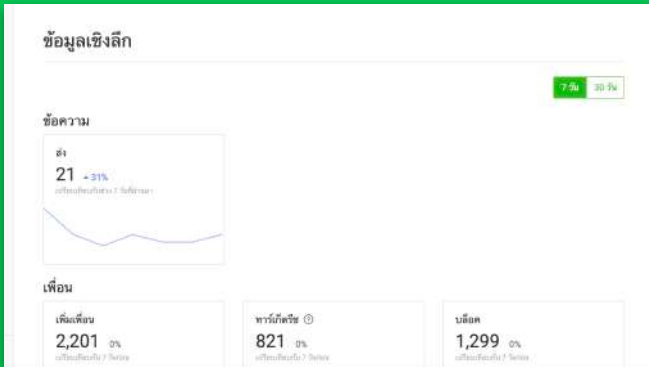 ข้อมูลเชิงลึก
7 วัน 30 วัน
ข้อความ
ส่ง
21 31%
เพื่อน
เพิ่มเพื่อน ทาร์เก็ตรีช บล็อค
2,201 0% 821 0% 1,299 0%